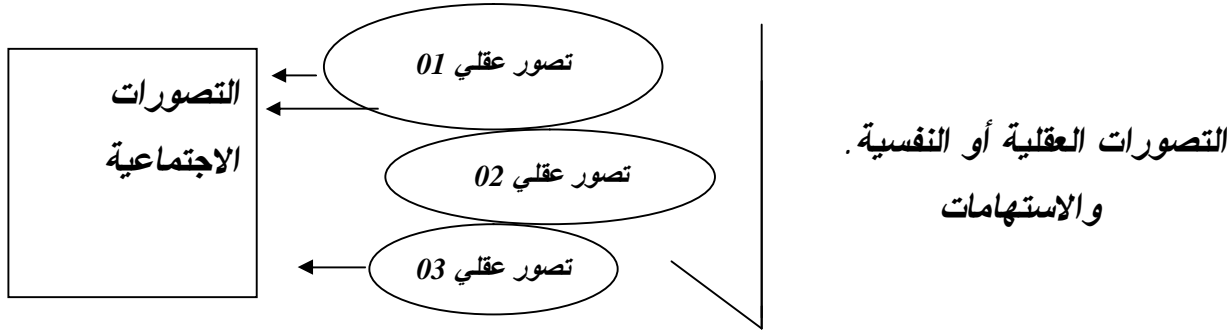 التصورات العقلية أو النفسية.
والاستهامات
تصور عقلي 01
تصور عقلي 02
تصور عقلي 03
التصورات
الاجتماعية